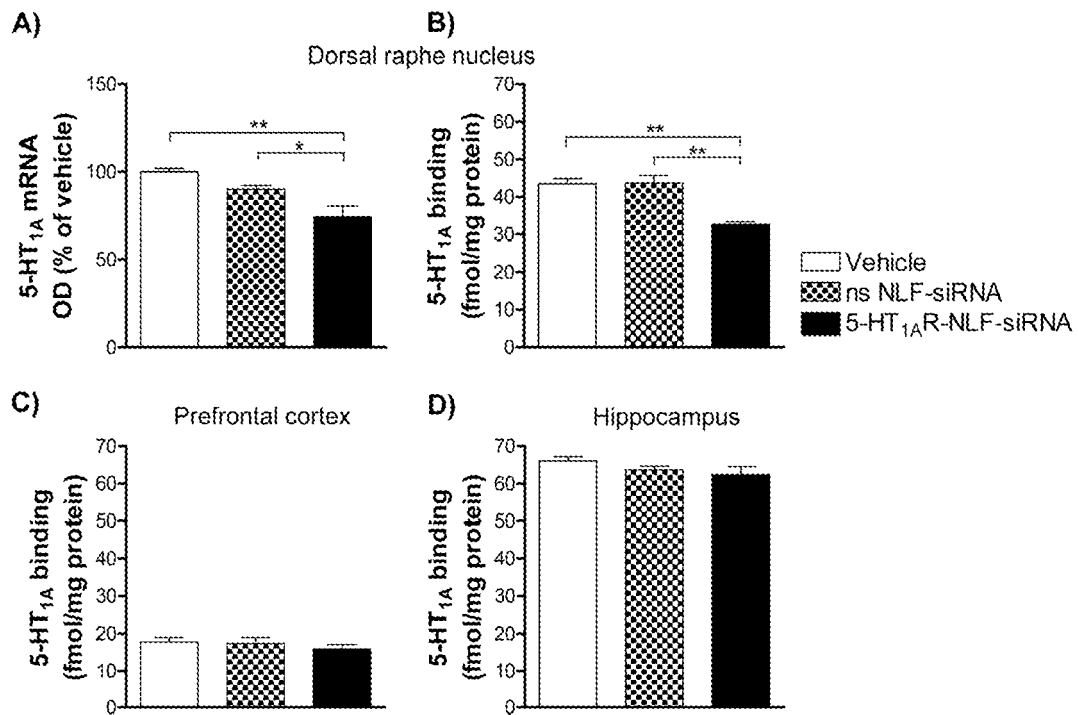 A)
B)
Dorsal raphe nucleus
5-HT1A mRNA
OD (% of vehicle)
150
100
50
0
**
*
5-HT1A binding
(fmol/mg protein)
70
60
50
40
30
20
10
0
**
**
Vehicle
ns NLF-siRNA
5-HT1AR-NLF-siRNA
C)
Prefrontal cortex
5-HT1A binding
(fmol/mg protein)
70
60
50
40
30
20
10
0
D)
Hippocampus
5-HT1A binding
(fmol/mg protein)
70
60
50
40
30
20
10
0